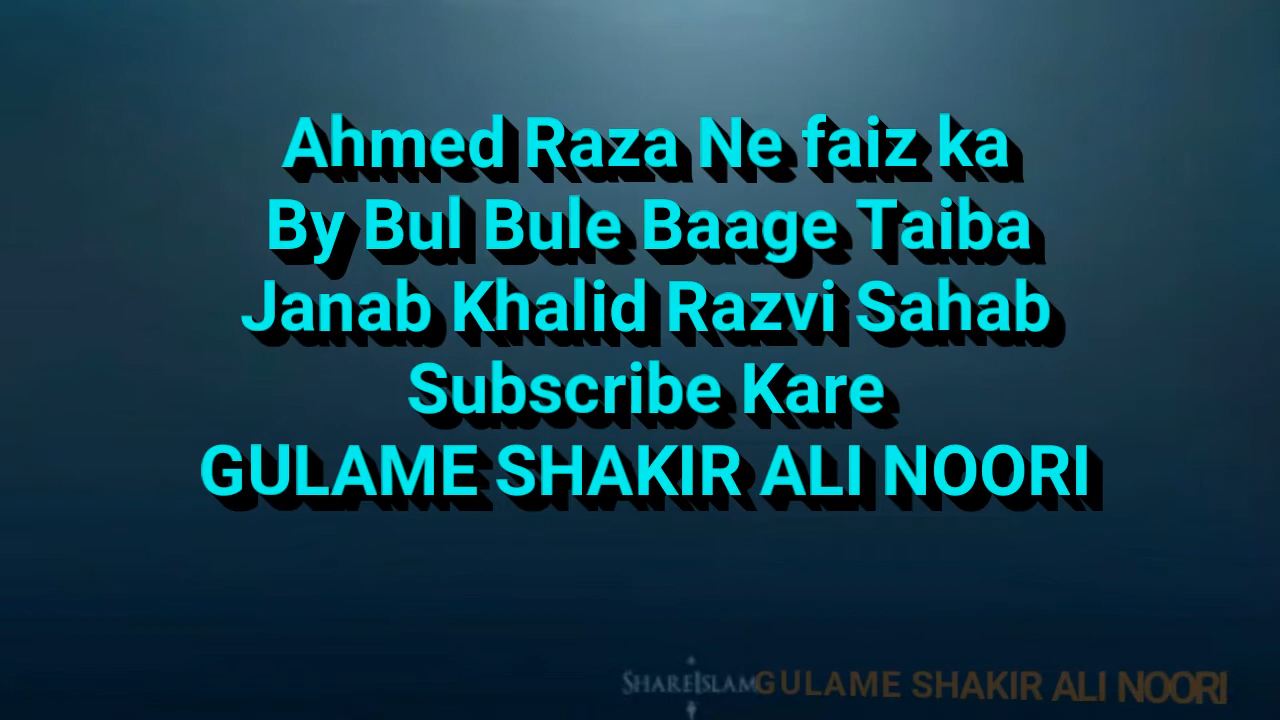 Ahmed Raza Ne faiz ka
By Bul Bule Baage Taiba
Janab Khalid Razvi Sahab
Subscribe Kare
GULAME SHAKIR ALI NOORI
SHAREISLAM GULAME SHAKIR ALI NOORI